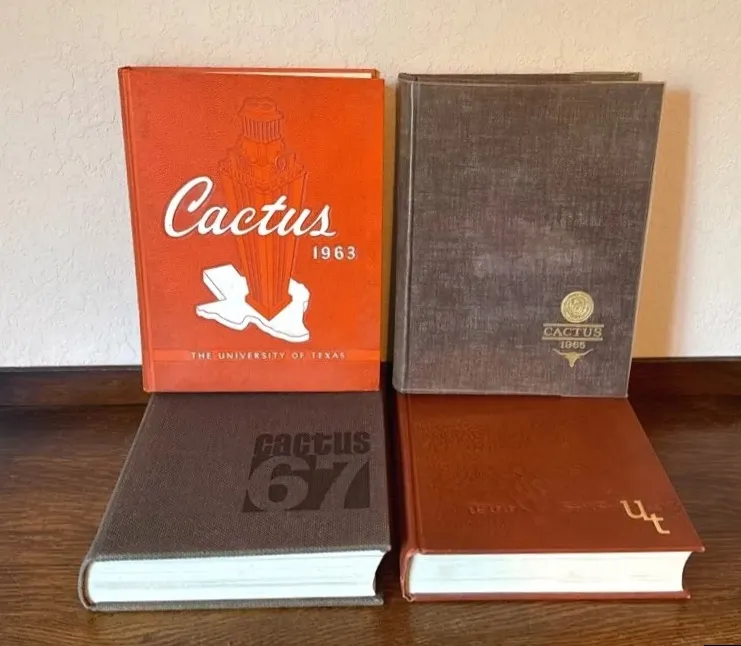 Cactus
1963
THE UNIVERSITY OF TEXAS
CACTUS
1965
cactus
67
ut